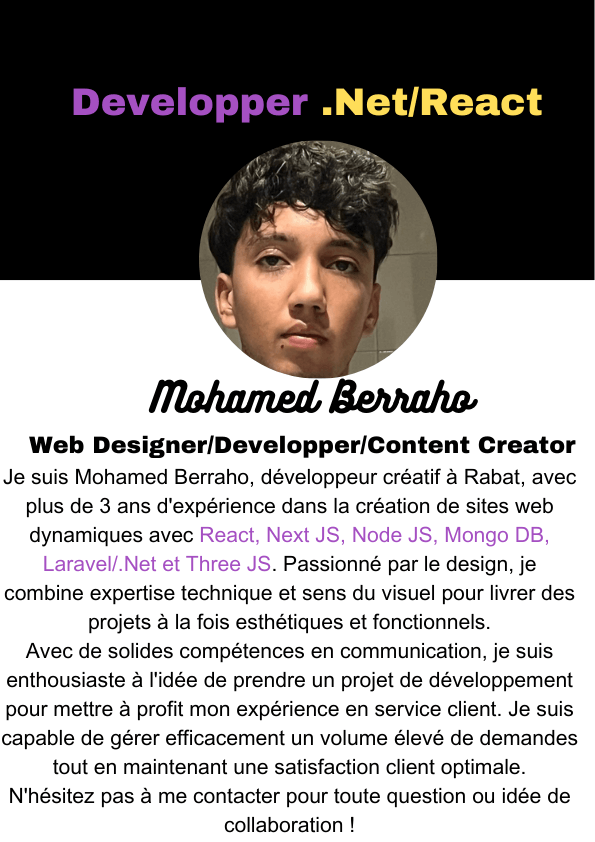 Developper .Net/React
Mohamed Berraho
Web Designer/Developper/Content Creator
Je suis Mohamed Berraho, développeur créatif à Rabat, avec
plus de 3 ans d'expérience dans la création de sites web
dynamiques avec React, Next JS, Node JS, Mongo DB,
Laravel/.Net et Three JS. Passionné par le design, je
combine expertise technique et sens du visuel pour livrer des
projets à la fois esthétiques et fonctionnels.
Avec de solides compétences en communication, je suis
enthousiaste à l'idée de prendre un projet de développement
pour mettre à profit mon expérience en service client. Je suis
capable de gérer efficacement un volume élevé de demandes
tout en maintenant une satisfaction client optimale.
N'hésitez pas à me contacter pour toute question ou idée de
collaboration !